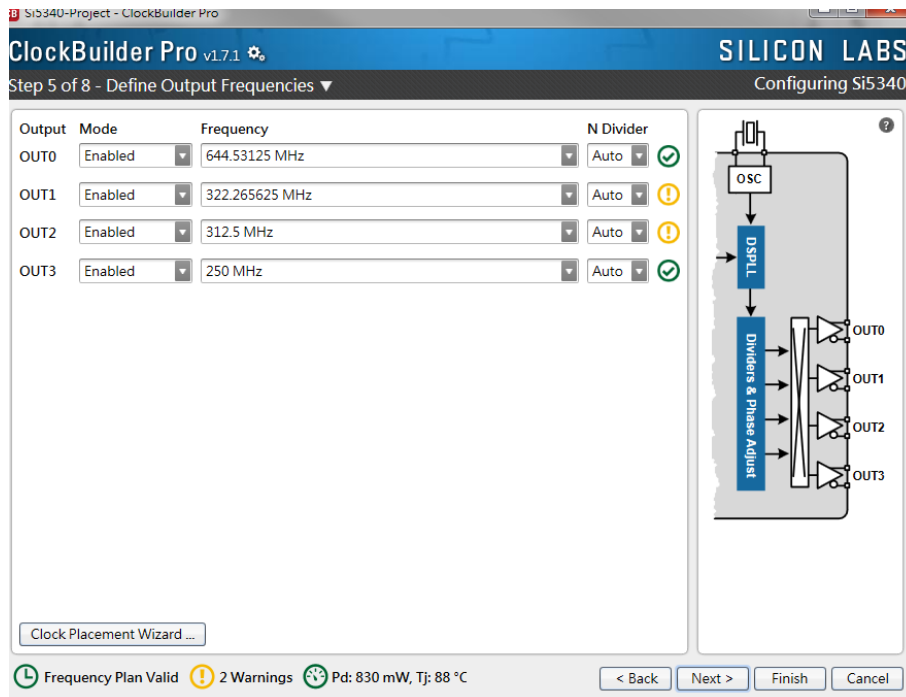 Si5340-Project - ClockBuilder Pro
ClockBuilder Pro v1.7.1
SILICON LABS
Step 5 of 8 - Define Output Frequencies ▼
Configuring Si5340
Output Mode Frequency N Divider
OUT0 Enabled 644.53125 MHz Auto
OUT1 Enabled 322.265625 MHz Auto
OUT2 Enabled 312.5 MHz Auto
OUT3 Enabled 250 MHz Auto
?
OSC
DSPLL
Dividers & Phase Adjust
OUT0
OUT1
OUT2
OUT3
Clock Placement Wizard ...
Frequency Plan Valid
2 Warnings
Pd: 830 mW, Tj: 88 °C
< Back
Next >
Finish
Cancel